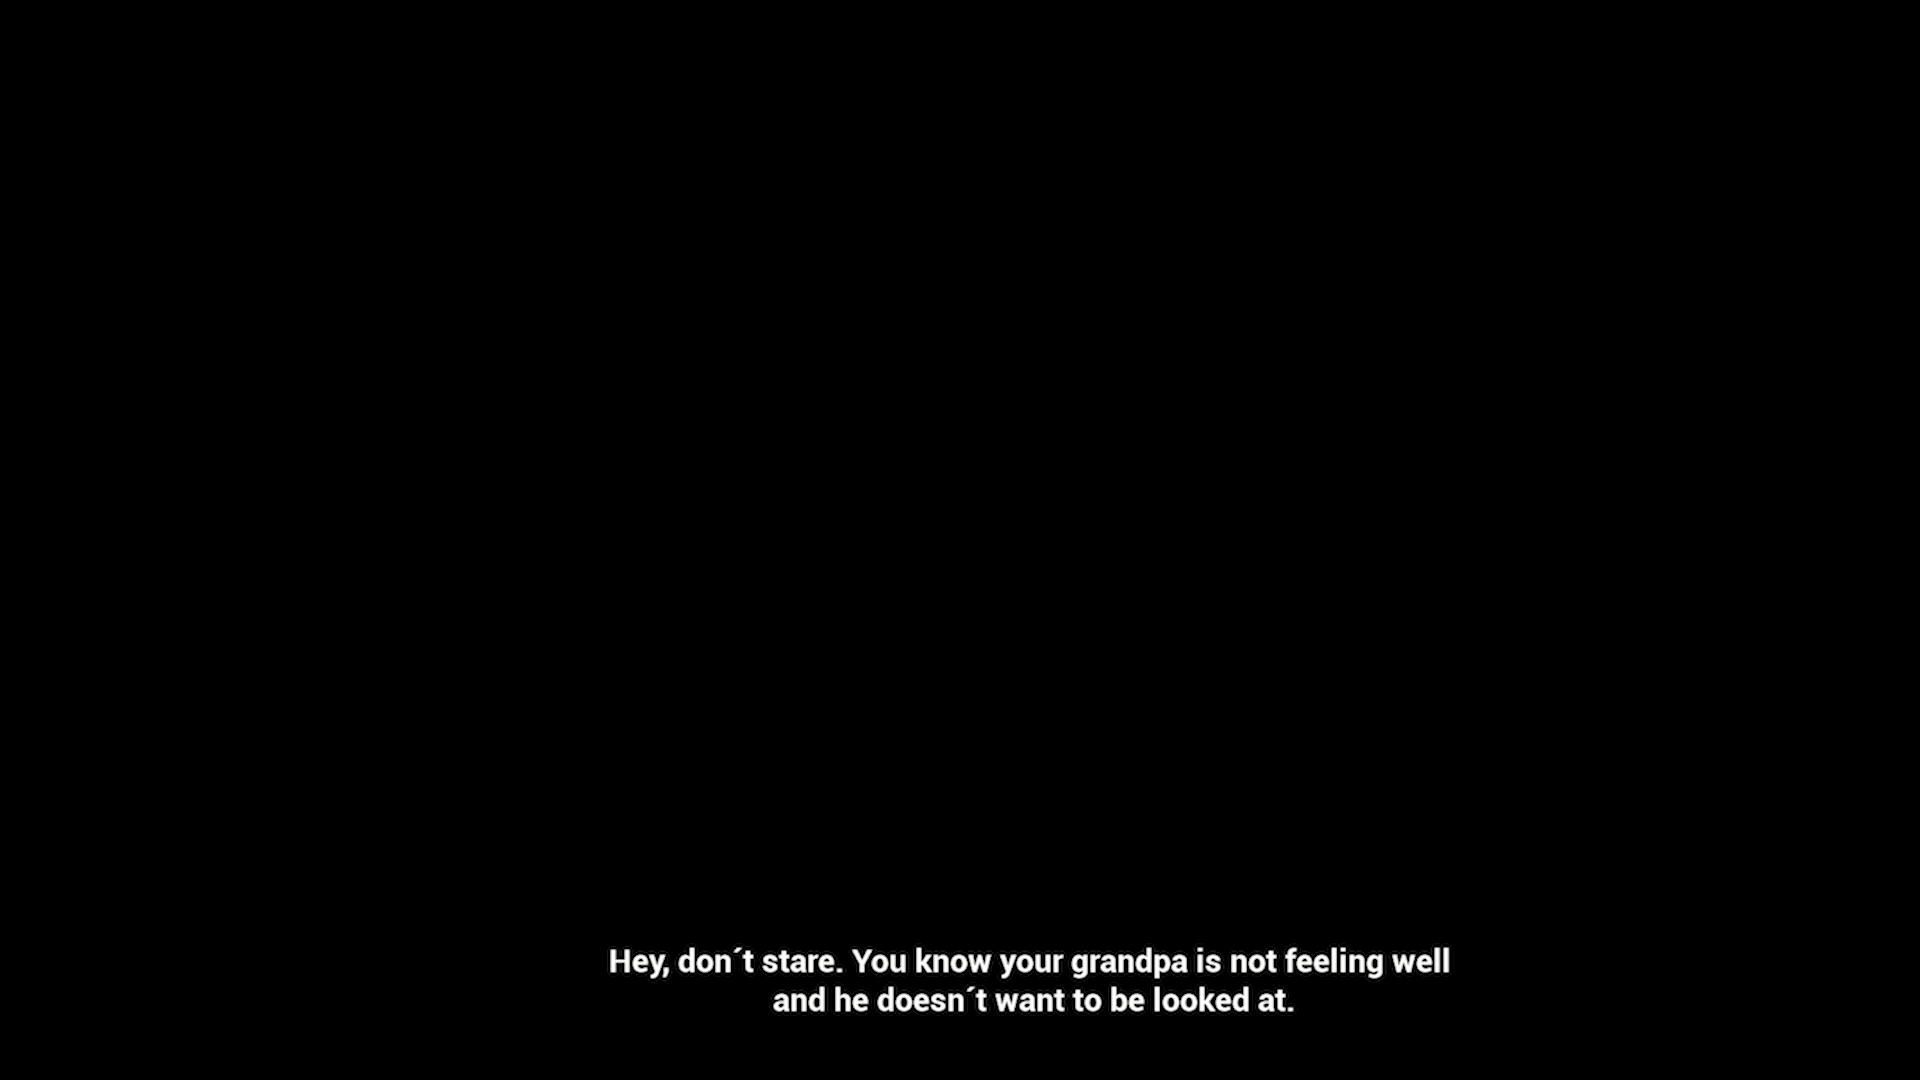 Hey, don´t stare. You know your grandpa is not feeling well
and he doesn´t want to be looked at.